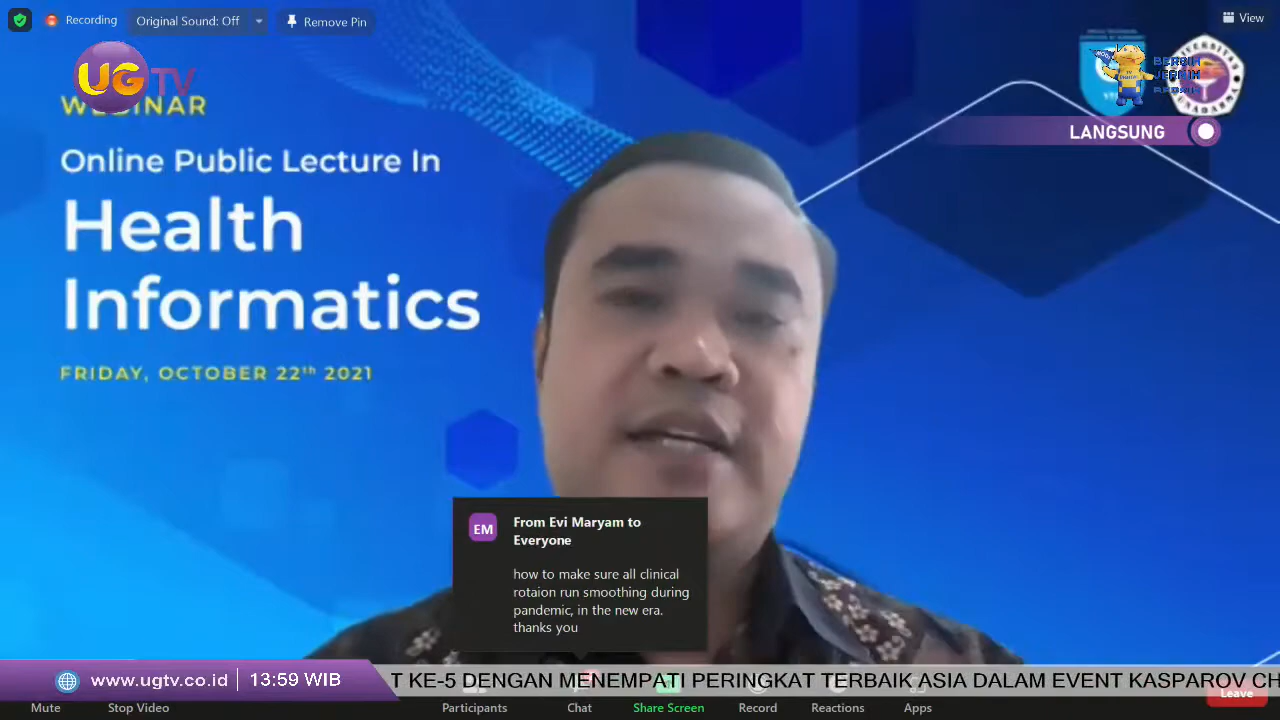 Recording
Original Sound: Off
Remove Pin
View
UGTV
WEBINAR
Online Public Lecture In
Health
Informatics
FRIDAY, OCTOBER 22th 2021
LANGSUNG
EM
From Evi Maryam to
Everyone
how to make sure all clinical
rotaion run smoothing during
pandemic, in the new era.
thanks you
www.ugtv.co.id
13:59 WIB
T KE-5 DENGAN MENEMPATI PERINGKAT TERBAIK ASIA DALAM EVENT KASPAROV CH
Mute
Stop Video
Participants
Chat
Share Screen
Record
Reactions
Apps
Leave